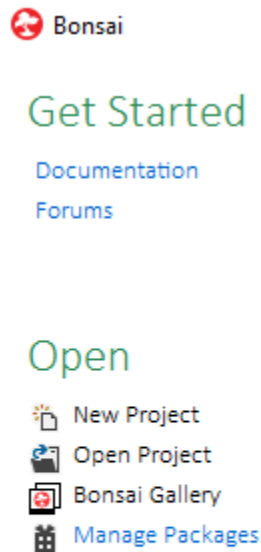 Bonsai
Get Started
Documentation
Forums
Open
New Project
Open Project
Bonsai Gallery
Manage Packages